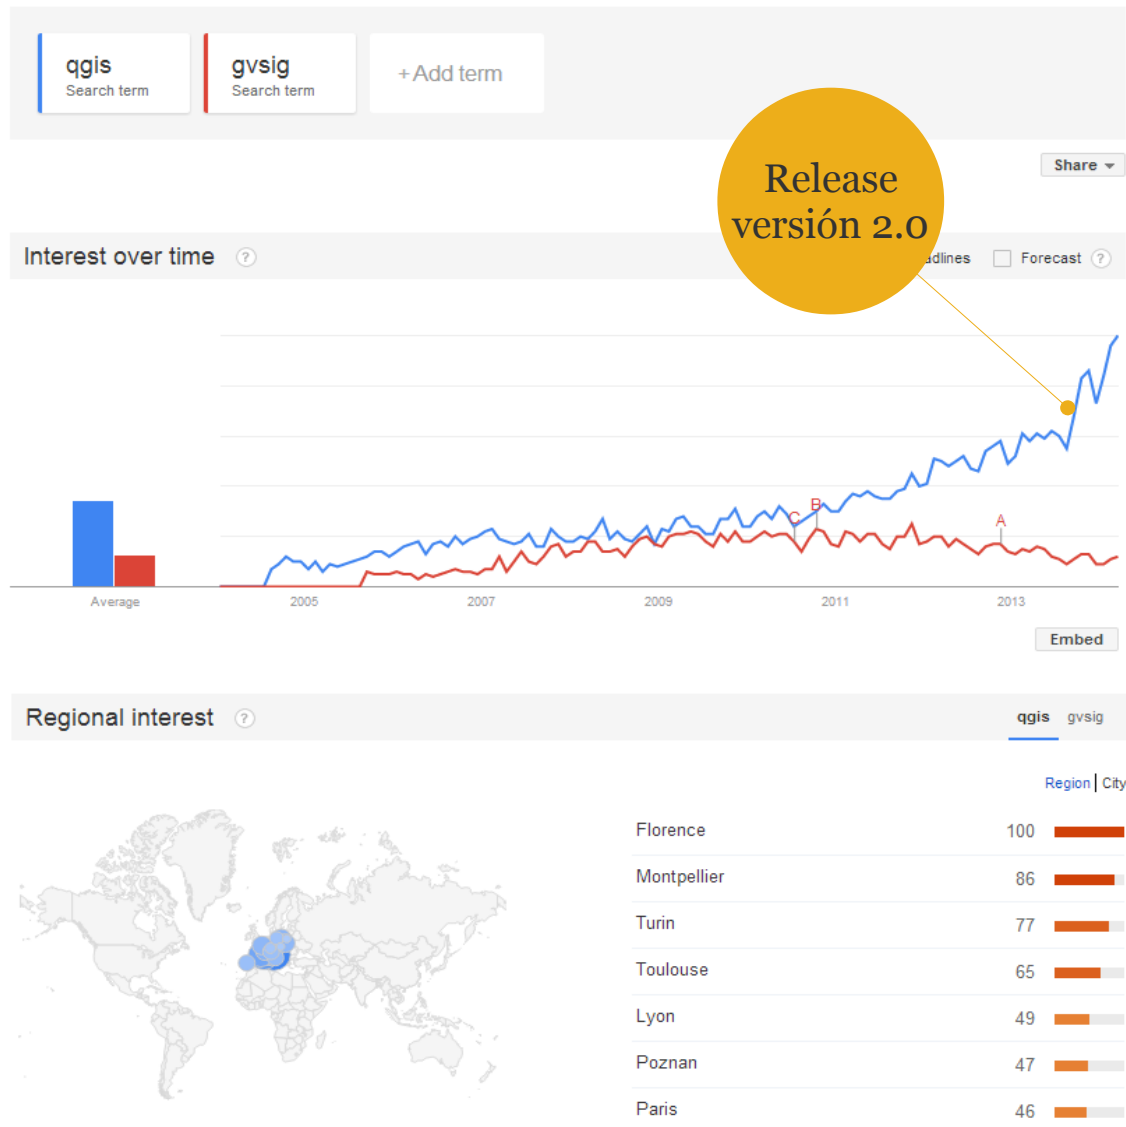 qgis
Search term
gvsig
Search term
+Add term
Release
versión 2.0
Share
Interest over time ?
Forecast ?
C
B
A
Average 2005 2007 2009 2011 2013
Embed
Regional interest ?
qgis gvsig
Region | City
Florence 100
Montpellier 86
Turin 77
Toulouse 65
Lyon 49
Poznan 47
Paris 46